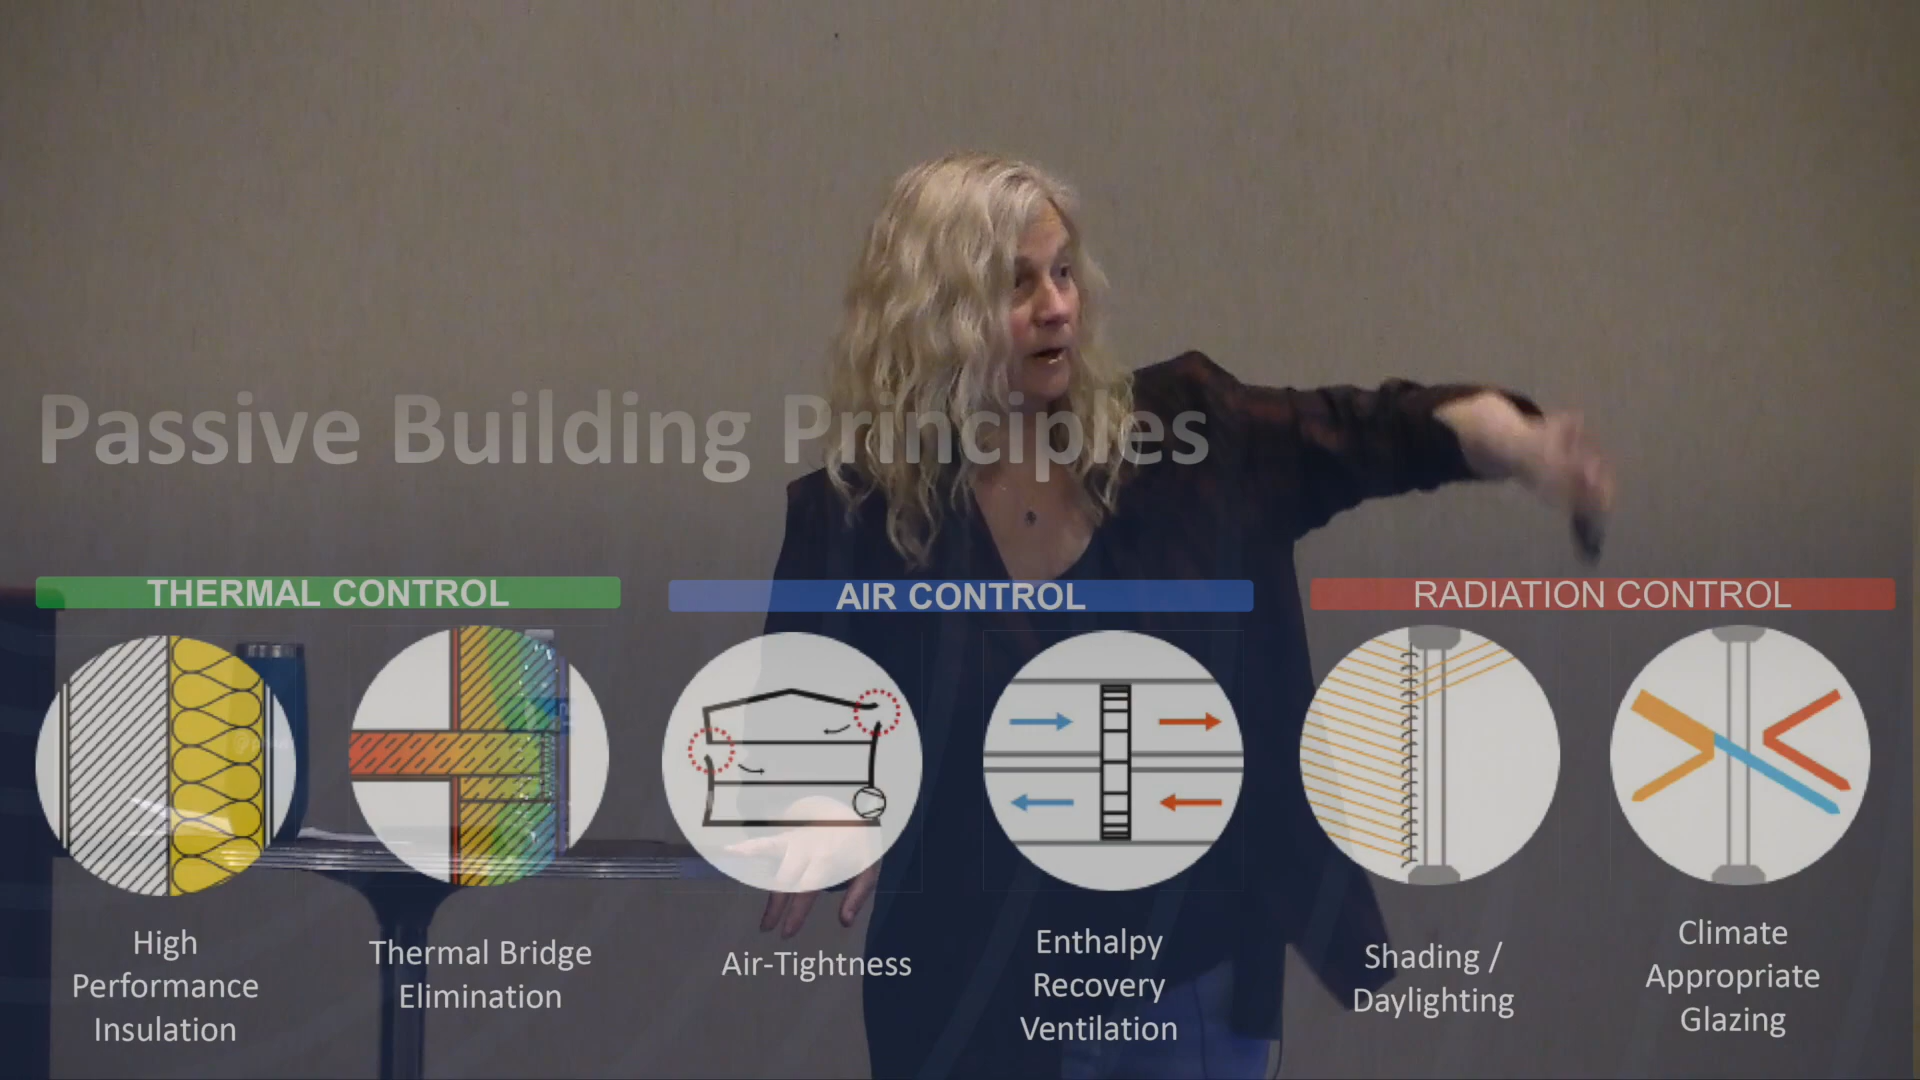 Passive Building Principles
THERMAL CONTROL
AIR CONTROL
RADIATION CONTROL
High
Performance
Insulation
Thermal Bridge
Elimination
Air-Tightness
Enthalpy
Recovery
Ventilation
Shading /
Daylighting
Climate
Appropriate
Glazing